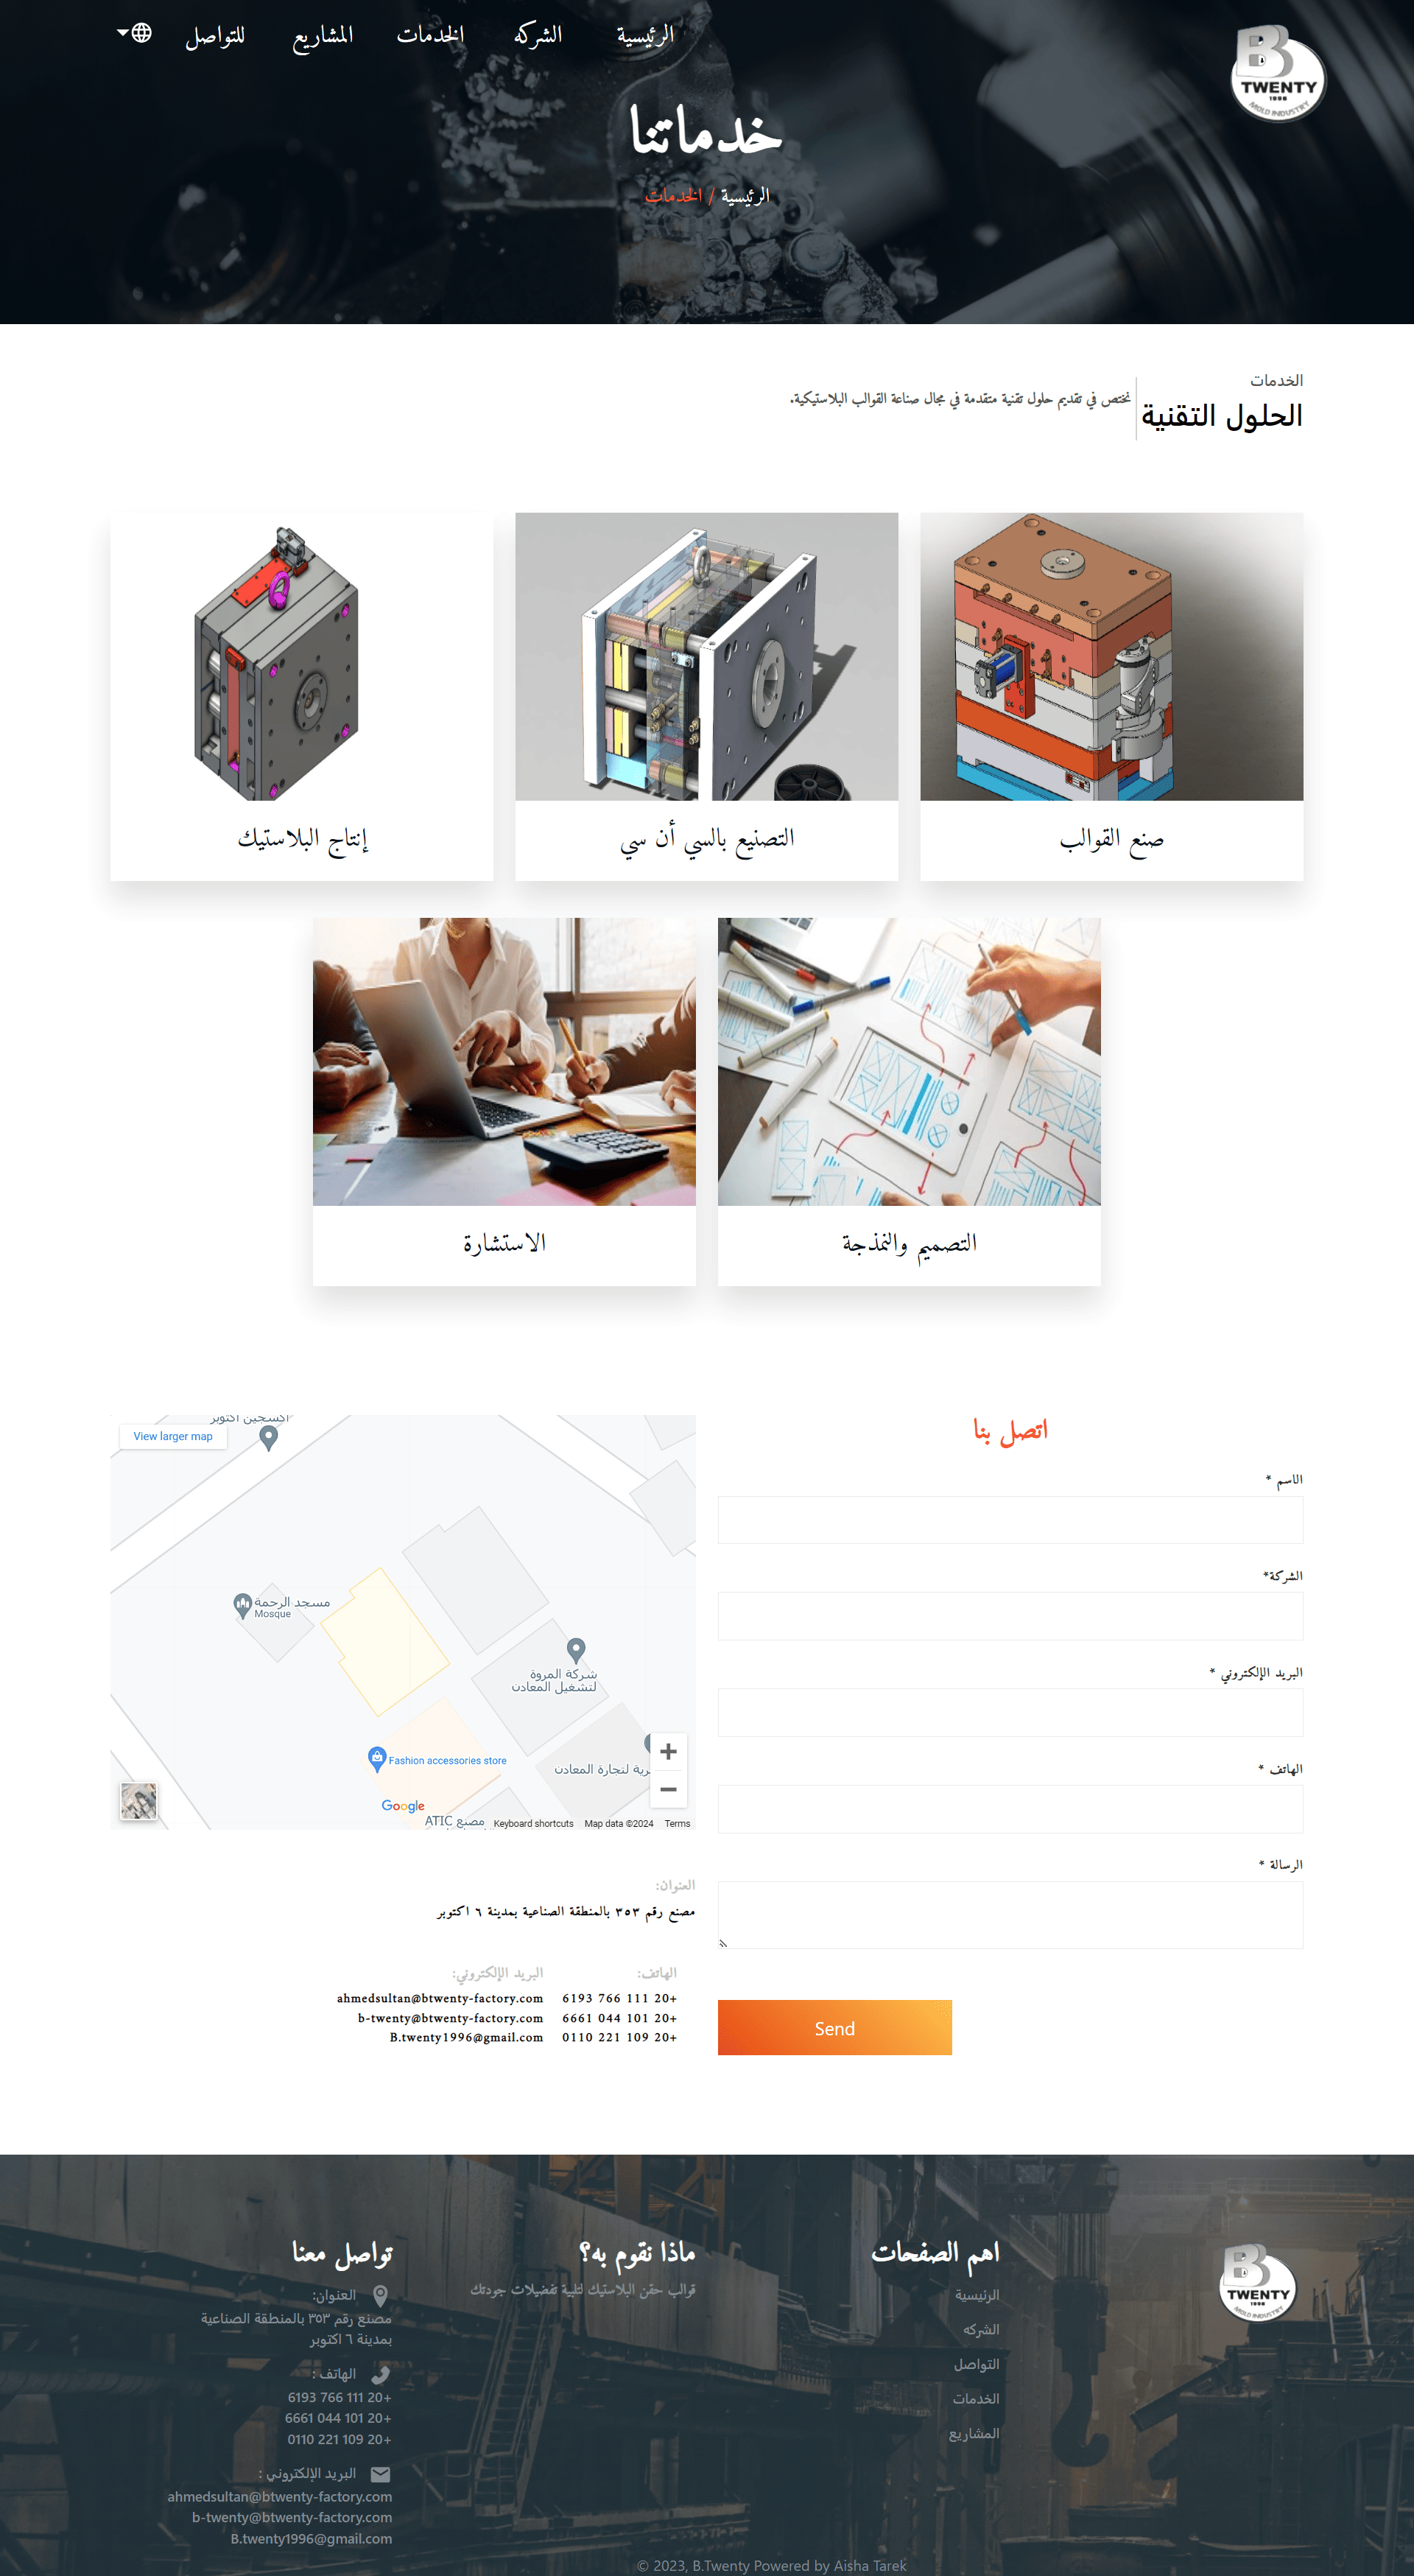 B
TWENTY
1996
MOLD INDUSTRY
الرئيسية
الشركه
الخدمات
المشاريع
للتواصل
خدماتنا
الرئيسية / الخدمات
الخدمات
الحلول التقنية
نختص في تقديم حلول تقنية متقدمة في مجال صناعة القوالب البلاستيكية.
صنع القوالب
التصنيع بالسي أن سي
إنتاج البلاستيك
التصميم والنمذجة
الاستشارة
اتصل بنا
الاسم *
الشركة*
البريد الإلكتروني *
الهاتف *
الرسالة *
Send
اكسجين اكتوبر
View larger map
مسجد الرحمة
Mosque
شركة المروة
لتشغيل المعادن
Fashion accessories store
رية لتجارة المعادن
Google
مصنع ATIC
Keyboard shortcuts
Map data ©2024
Terms
العنوان:
مصنع رقم ٣٥٣ بالمنطقة الصناعية بمدينة ٦ اكتوبر
الهاتف:
6193 766 111 20+
6661 044 101 20+
0110 221 109 20+
البريد الإلكتروني:
ahmedsultan@btwenty-factory.com
b-twenty@btwenty-factory.com
B.twenty1996@gmail.com
B
TWENTY
1996
MOLD INDUSTRY
اهم الصفحات
الرئيسية
الشركه
التواصل
الخدمات
المشاريع
ماذا نقوم به؟
قوالب حقن البلاستيك لتلبية تفضيلات جودتك
تواصل معنا
العنوان:
مصنع رقم ٣٥٣ بالمنطقة الصناعية
بمدينة ٦ اكتوبر
الهاتف :
6193 766 111 20+
6661 044 101 20+
0110 221 109 20+
البريد الإلكتروني :
ahmedsultan@btwenty-factory.com
b-twenty@btwenty-factory.com
B.twenty1996@gmail.com
© 2023, B.Twenty Powered by Aisha Tarek